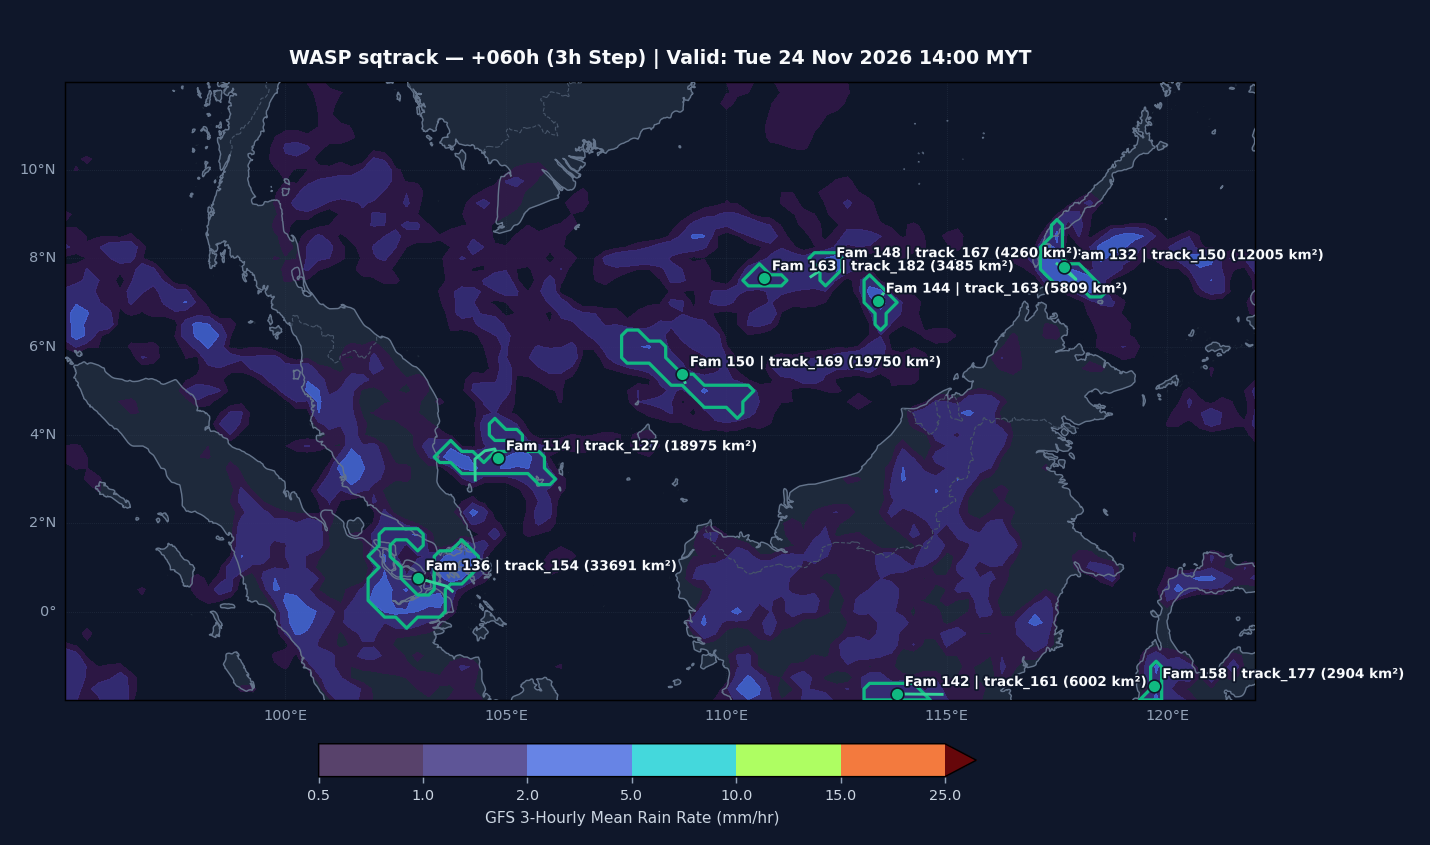 WASP sqtrack — +060h (3h Step) | Valid: Tue 24 Nov 2026 14:00 MYT
10°N
8°N
6°N
4°N
2°N
0°
Fam 148 | track_167 (4260 km²)
am 132 | track_150 (12005 km²)
Fam 163 | track_182 (3485 km²)
Fam 144 | track_163 (5809 km²)
Fam 150 | track_169 (19750 km²)
Fam 114 | track_127 (18975 km²)
Fam 136 | track_154 (33691 km²)
Fam 158 | track_177 (2904 km²)
Fam 142 | track_161 (6002 km²)
100°E 105°E 110°E 115°E 120°E
0.5 1.0 2.0 5.0 10.0 15.0 25.0
GFS 3-Hourly Mean Rain Rate (mm/hr)